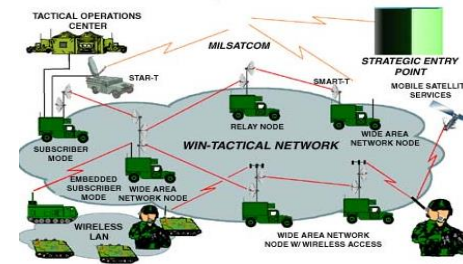 TACTICAL OPERATIONS
CENTER
MILSATCOM
STRATEGIC ENTRY
POINT
STAR-T
SMART-T
MOBILE SATELLIT
SERVICES
RELAY NODE
SUBSCRIBER
MODE
WIN-TACTICAL NETWORK
WIDE AREA
NETWORK NODE
EMBEDDED
SUBSCRIBER
MODE
WIDE AREA
NETWORK NODE
WIRELESS
LAN
WIDE AREA NETWORK
NODE W/ WIRELESS ACCESS